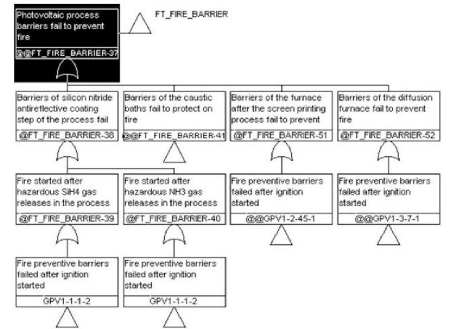 Photovoltaic process
barriers fail to prevent
fire
@@FT_FIRE_BARRIER-37
FT_FIRE_BARRIER
Barriers of silicon nitride
antireflective coating
step of the process fail
@FT_FIRE_BARRIER-38
Barriers of the caustic
baths fail to protect on
fire
@@FT_FIRE_BARRIER-41
Barriers of the furnace
after the screen printing
process fail to prevent
@FT_FIRE_BARRIER-51
Barriers of the diffusion
furnace fail to prevent
fire
@FT_FIRE_BARRIER-52
Fire started after
hazardous SiH4 gas
releases in the process
@FT_FIRE_BARRIER-39
Fire started after
hazardous NH3 gas
releases in the process
@FT_FIRE_BARRIER-40
Fire preventive barriers
failed after ignition
started
@@GPV1-2-45-1
Fire preventive barriers
failed after ignition
started
@@GPV1-3-7-1
Fire preventive barriers
failed after ignition
started
GPV1-1-1-2
Fire preventive barriers
failed after ignition
started
GPV1-1-1-2